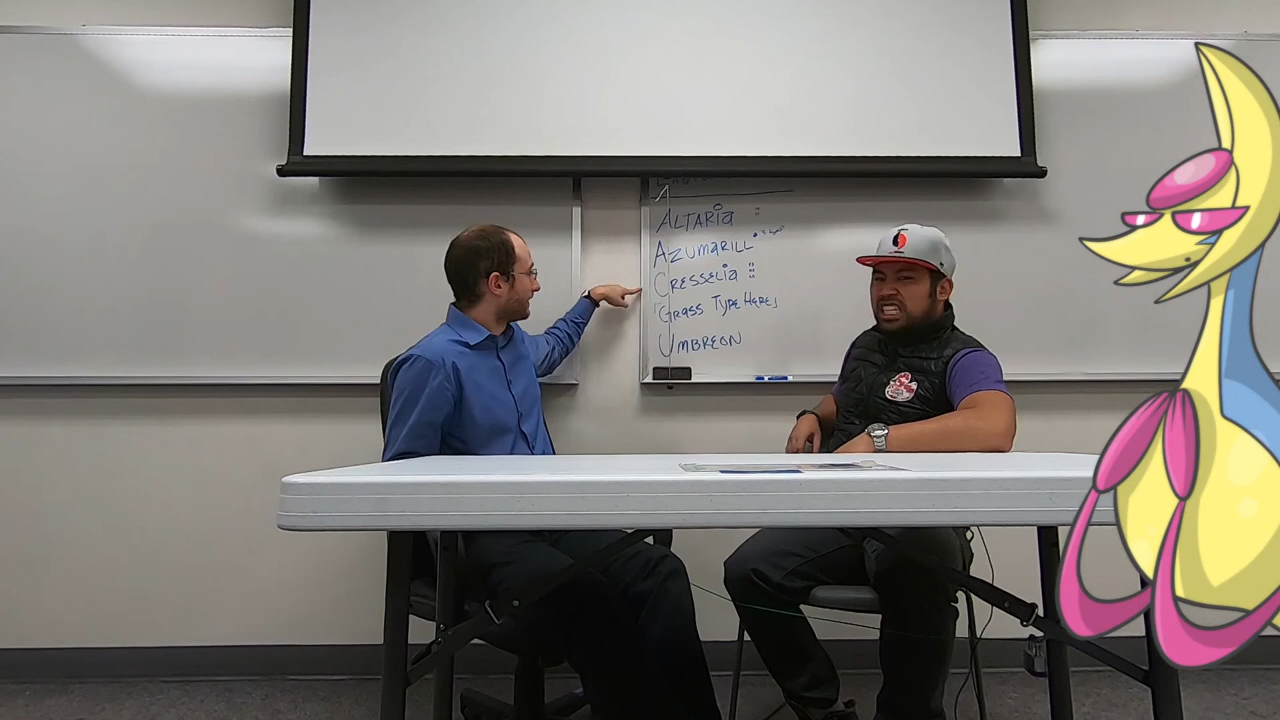 ALTARiA
AZUMARILL
CRESSELiA
「GRASS TYPE HERE」
UMBREON